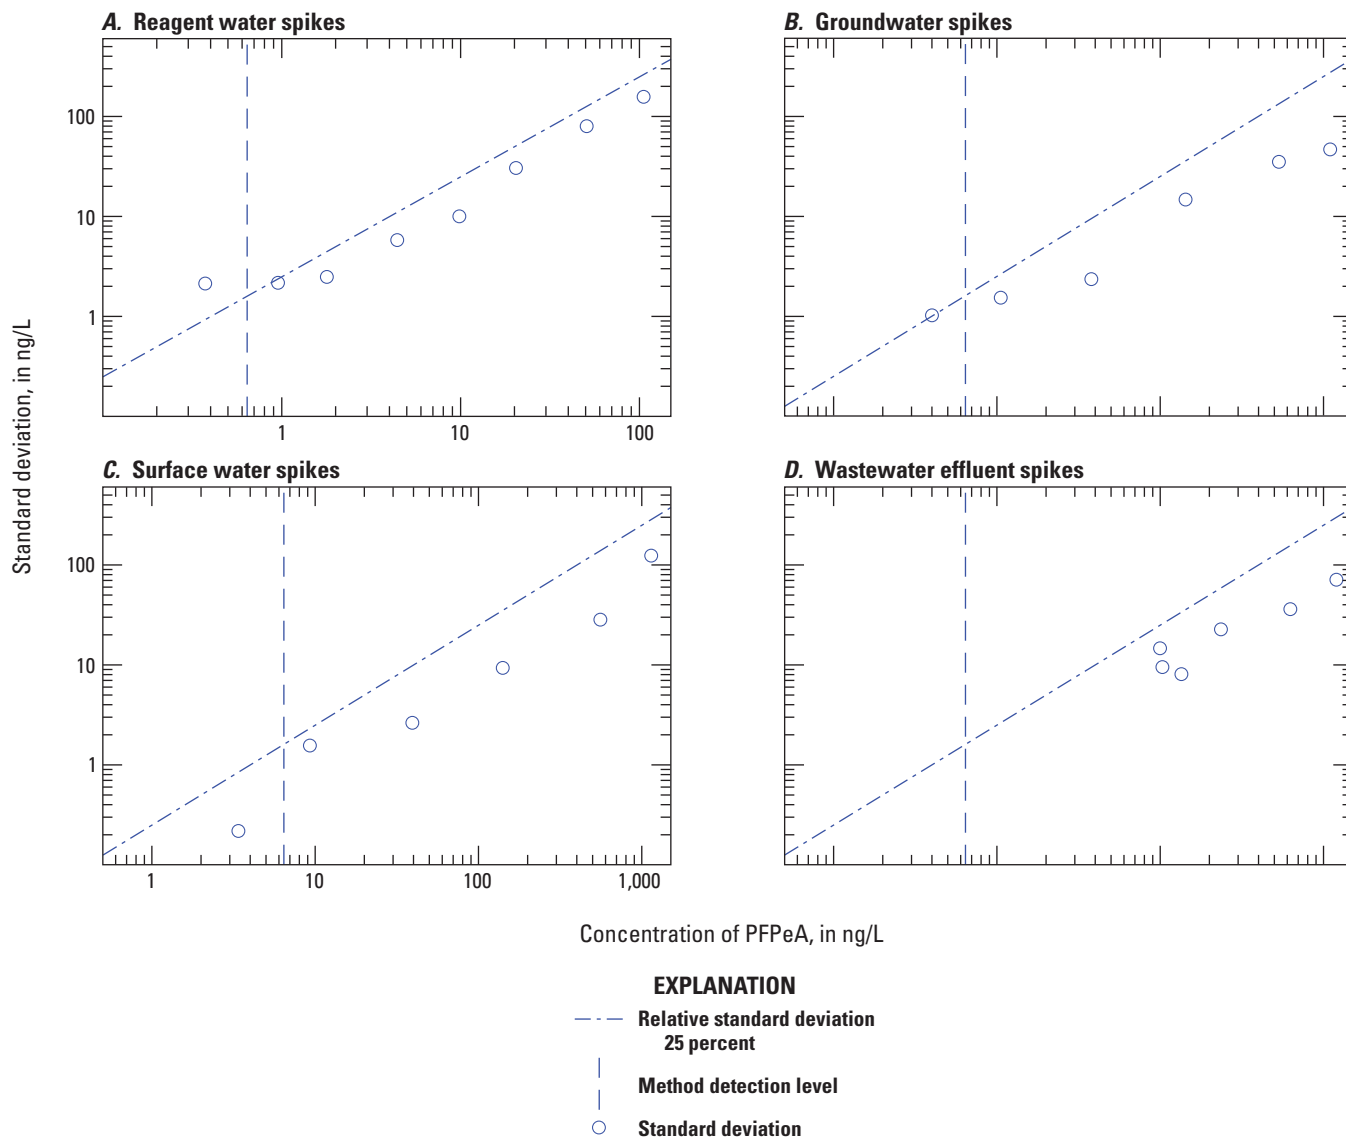 A. Reagent water spikes
B. Groundwater spikes
100
10
1
1 10 100
C. Surface water spikes
D. Wastewater effluent spikes
100
10
1
1 10 100 1,000
Standard deviation, in ng/L
Concentration of PFPeA, in ng/L
EXPLANATION
Relative standard deviation
25 percent
Method detection level
Standard deviation